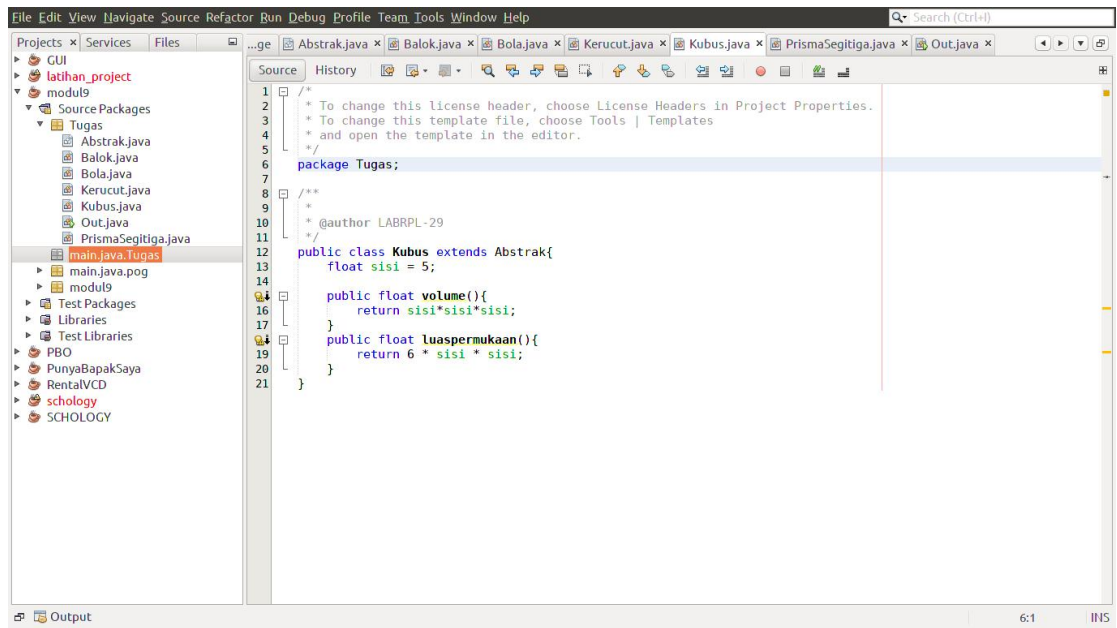 File Edit View Navigate Source Refactor Run Debug Profile Team Tools Window Help
Search (Ctrl+I)
Projects × Services Files
...ge Abstrak.java × Balok.java × Bola.java × Kerucut.java × Kubus.java × PrismaSegitiga.java × Out.java ×
Source History
GUI
latihan_project
modul9
Source Packages
Tugas
Abstrak.java
Balok.java
Bola.java
Kerucut.java
Kubus.java
Out.java
PrismaSegitiga.java
main.java.Tugas
main.java.pog
modul9
Test Packages
Libraries
Test Libraries
PBO
PunyaBapakSaya
RentalVCD
schology
SCHOLOGY
1 /*
2 * To change this license header, choose License Headers in Project Properties.
3 * To change this template file, choose Tools | Templates
4 * and open the template in the editor.
5 */
6 package Tugas;
7
8 /**
9 *
10 * @author LABRPL-29
11 */
12 public class Kubus extends Abstrak{
13 float sisi = 5;
14
public float volume(){
16 return sisi*sisi*sisi;
17 }
public float luaspermukaan(){
19 return 6 * sisi * sisi;
20 }
21 }
Output
6:1 INS